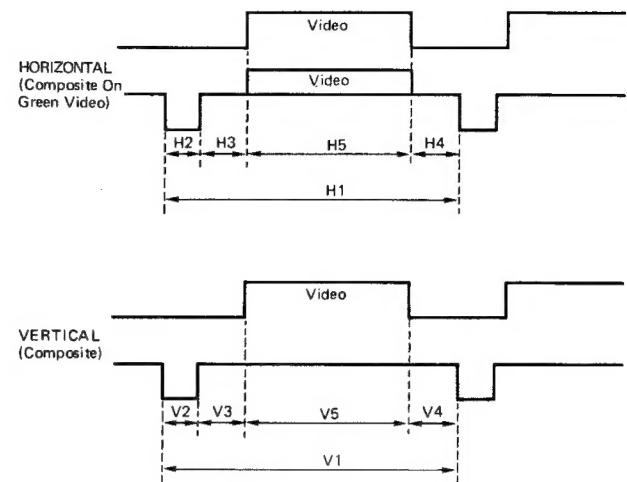 Video
HORIZONTAL
(Composite On
Green Video)
Video
H2 H3 H5 H4
H1
Video
VERTICAL
(Composite)
V2 V3 V5 V4
V1